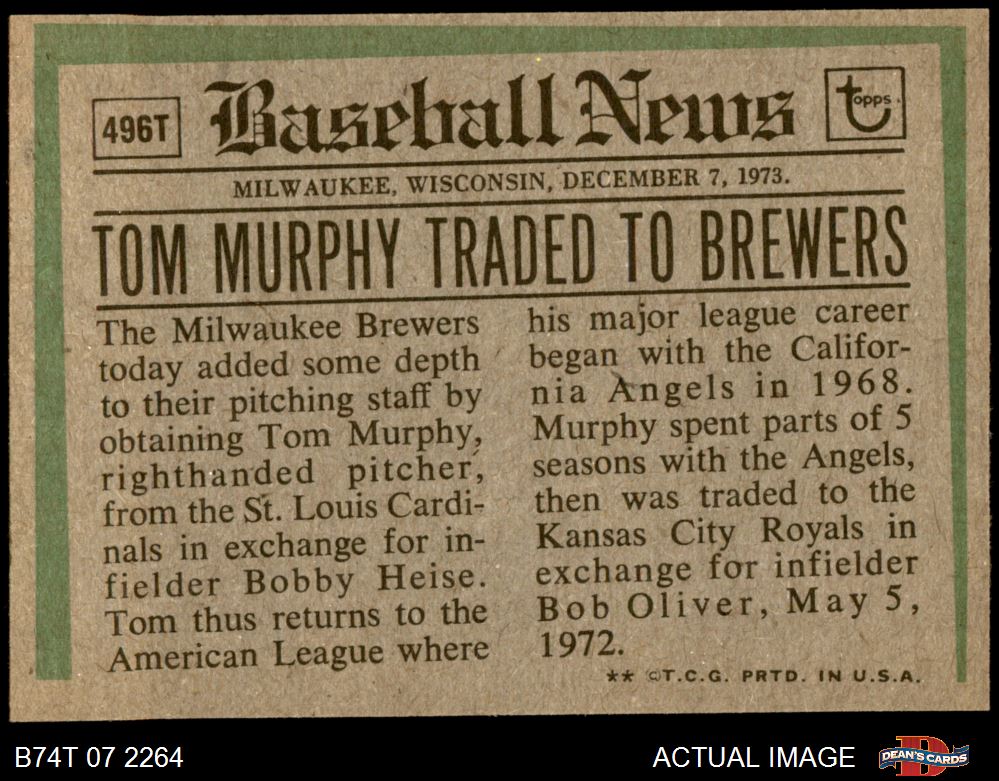 496T
Baseball News
topps
MILWAUKEE, WISCONSIN, DECEMBER 7, 1973.
TOM MURPHY TRADED TO BREWERS
The Milwaukee Brewers
today added some depth
to their pitching staff by
obtaining Tom Murphy,
righthanded pitcher,
from the St. Louis Cardi-
nals in exchange for in-
fielder Bobby Heise.
Tom thus returns to the
American League where
his major league career
began with the Califor-
nia Angels in 1968.
Murphy spent parts of 5
seasons with the Angels,
then was traded to the
Kansas City Royals in
exchange for infielder
Bob Oliver, May 5,
1972.
** ©T.C.G. PRTD. IN U.S.A.
B74T 07 2264
ACTUAL IMAGE
DEAN'S CARDS